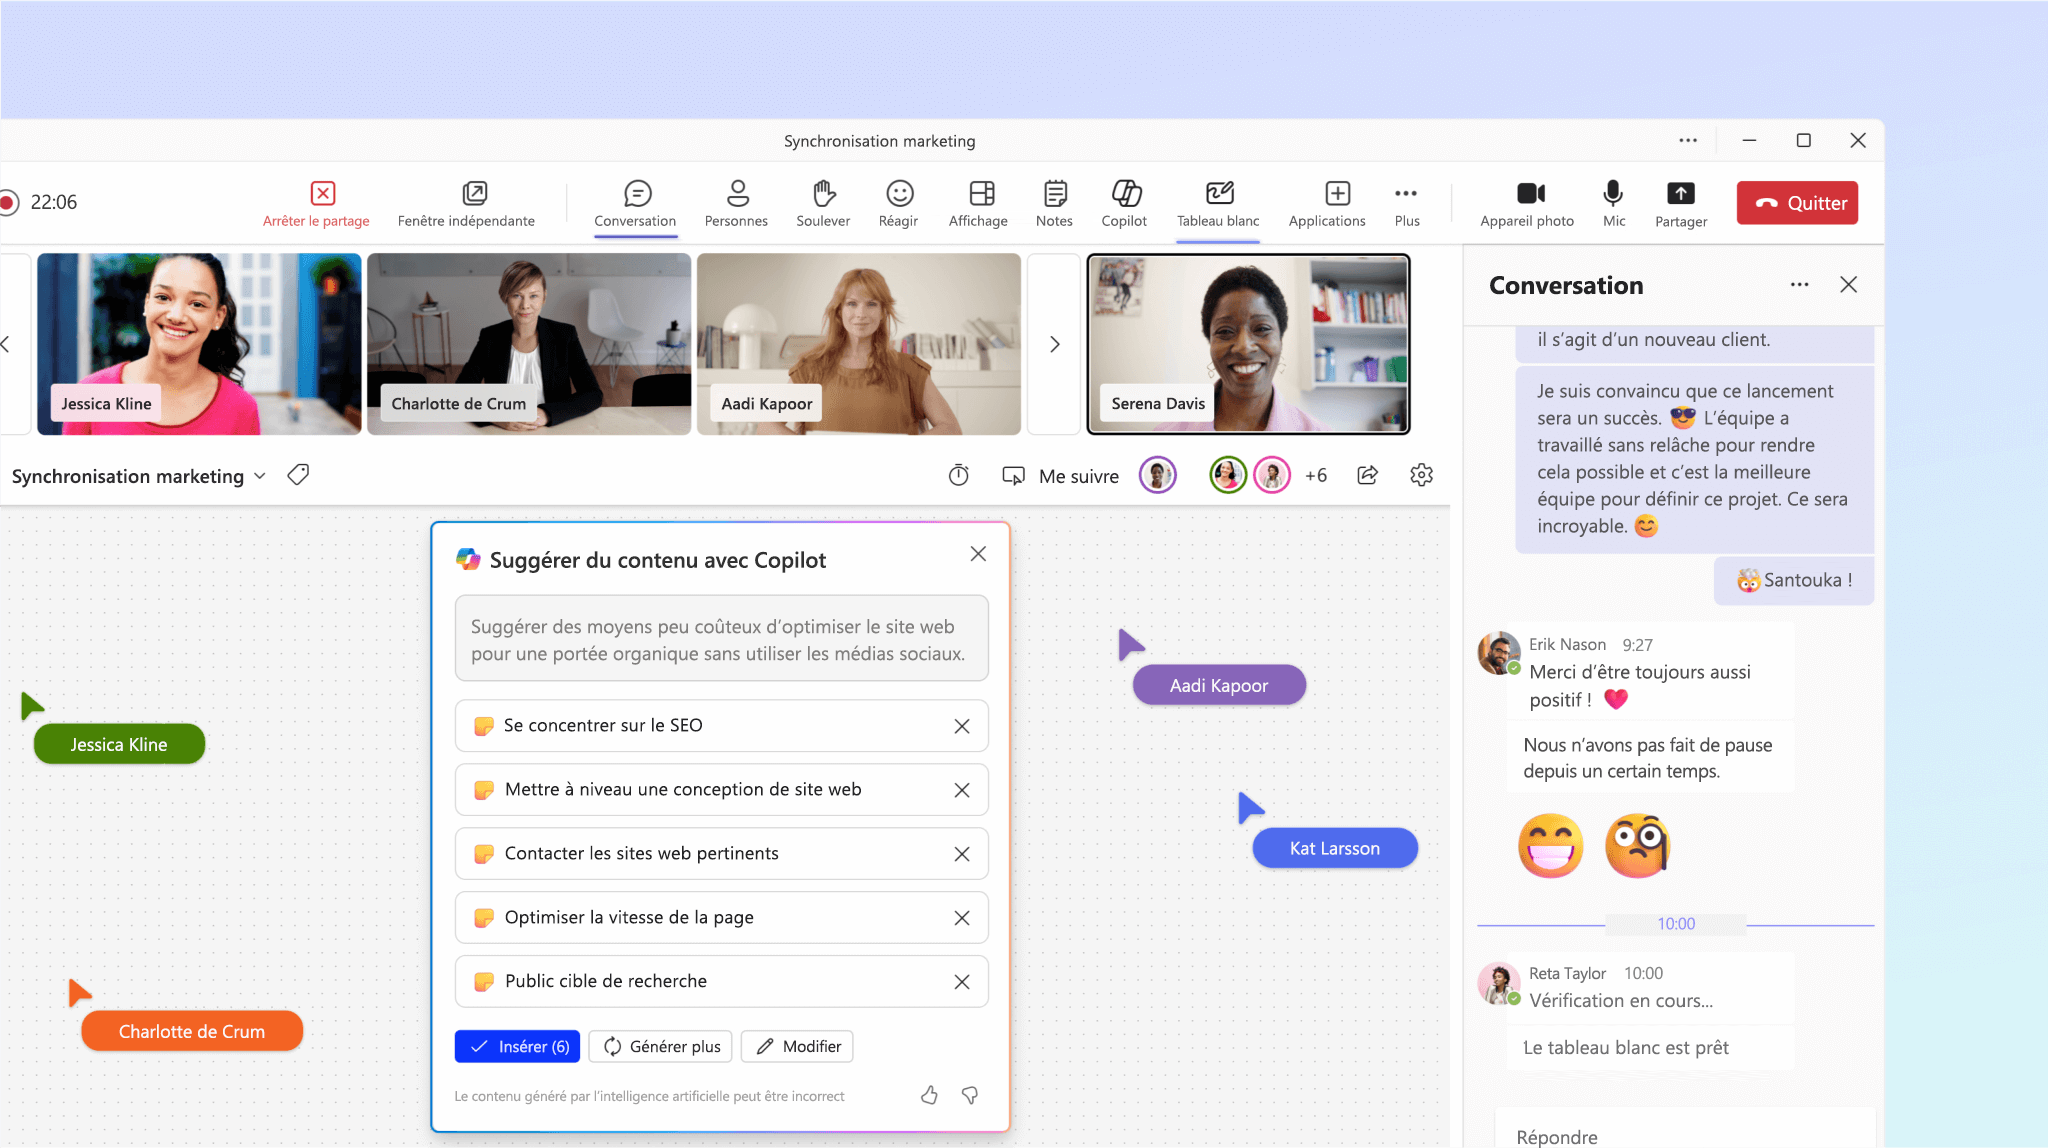 Synchronisation marketing
22:06
Arrêter le partage
Fenêtre indépendante
Conversation
Personnes
Soulever
Réagir
Affichage
Notes
Copilot
Tableau blanc
Applications
Plus
Appareil photo
Mic
Partager
Quitter
Jessica Kline
Charlotte de Crum
Aadi Kapoor
Serena Davis
Synchronisation marketing
Me suivre
+6
Suggérer du contenu avec Copilot
Suggérer des moyens peu coûteux d’optimiser le site web
pour une portée organique sans utiliser les médias sociaux.
Se concentrer sur le SEO
Mettre à niveau une conception de site web
Contacter les sites web pertinents
Optimiser la vitesse de la page
Public cible de recherche
Insérer (6)
Générer plus
Modifier
Le contenu généré par l’intelligence artificielle peut être incorrect
Jessica Kline
Charlotte de Crum
Aadi Kapoor
Kat Larsson
Conversation
il s’agit d’un nouveau client.
Je suis convaincu que ce lancement
sera un succès. 😎 L’équipe a
travaillé sans relâche pour rendre
cela possible et c’est la meilleure
équipe pour définir ce projet. Ce sera
incroyable. 😊
🤯Santouka !
Erik Nason 9:27
Merci d’être toujours aussi
positif ! ❤️
Nous n’avons pas fait de pause
depuis un certain temps.
10:00
Reta Taylor 10:00
Vérification en cours...
Le tableau blanc est prêt
Répondre